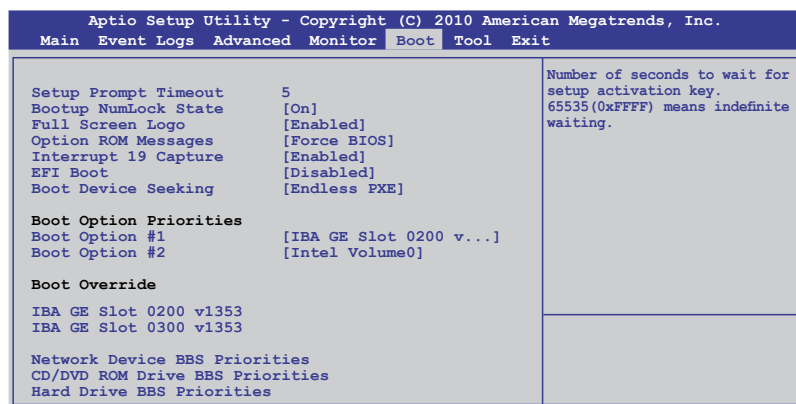 Aptio Setup Utility - Copyright (C) 2010 American Megatrends, Inc.
Main Event Logs Advanced Monitor Boot Tool Exit
Setup Prompt Timeout 5
Bootup NumLock State [On]
Full Screen Logo [Enabled]
Option ROM Messages [Force BIOS]
Interrupt 19 Capture [Enabled]
EFI Boot [Disabled]
Boot Device Seeking [Endless PXE]
Boot Option Priorities
Boot Option #1 [IBA GE Slot 0200 v...]
Boot Option #2 [Intel Volume0]
Boot Override
IBA GE Slot 0200 v1353
IBA GE Slot 0300 v1353
Network Device BBS Priorities
CD/DVD ROM Drive BBS Priorities
Hard Drive BBS Priorities
Number of seconds to wait for
setup activation key.
65535(0xFFFF) means indefinite
waiting.